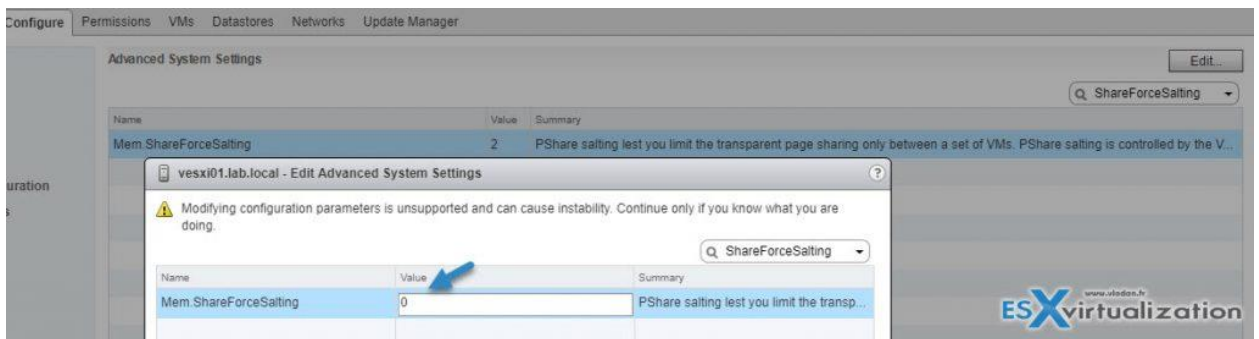 Configure Permissions VMs Datastores Networks Update Manager
Advanced System Settings
Edit...
ShareForceSalting
Name Value Summary
Mem.ShareForceSalting 2 PShare salting lest you limit the transparent page sharing only between a set of VMs. PShare salting is controlled by the V...
uration
s
vesxi01.lab.local - Edit Advanced System Settings ?
Modifying configuration parameters is unsupported and can cause instability. Continue only if you know what you are
doing.
ShareForceSalting
Name Value Summary
Mem.ShareForceSalting 0 PShare salting lest you limit the transp...
www.vladan.fr
ESXvirtualization